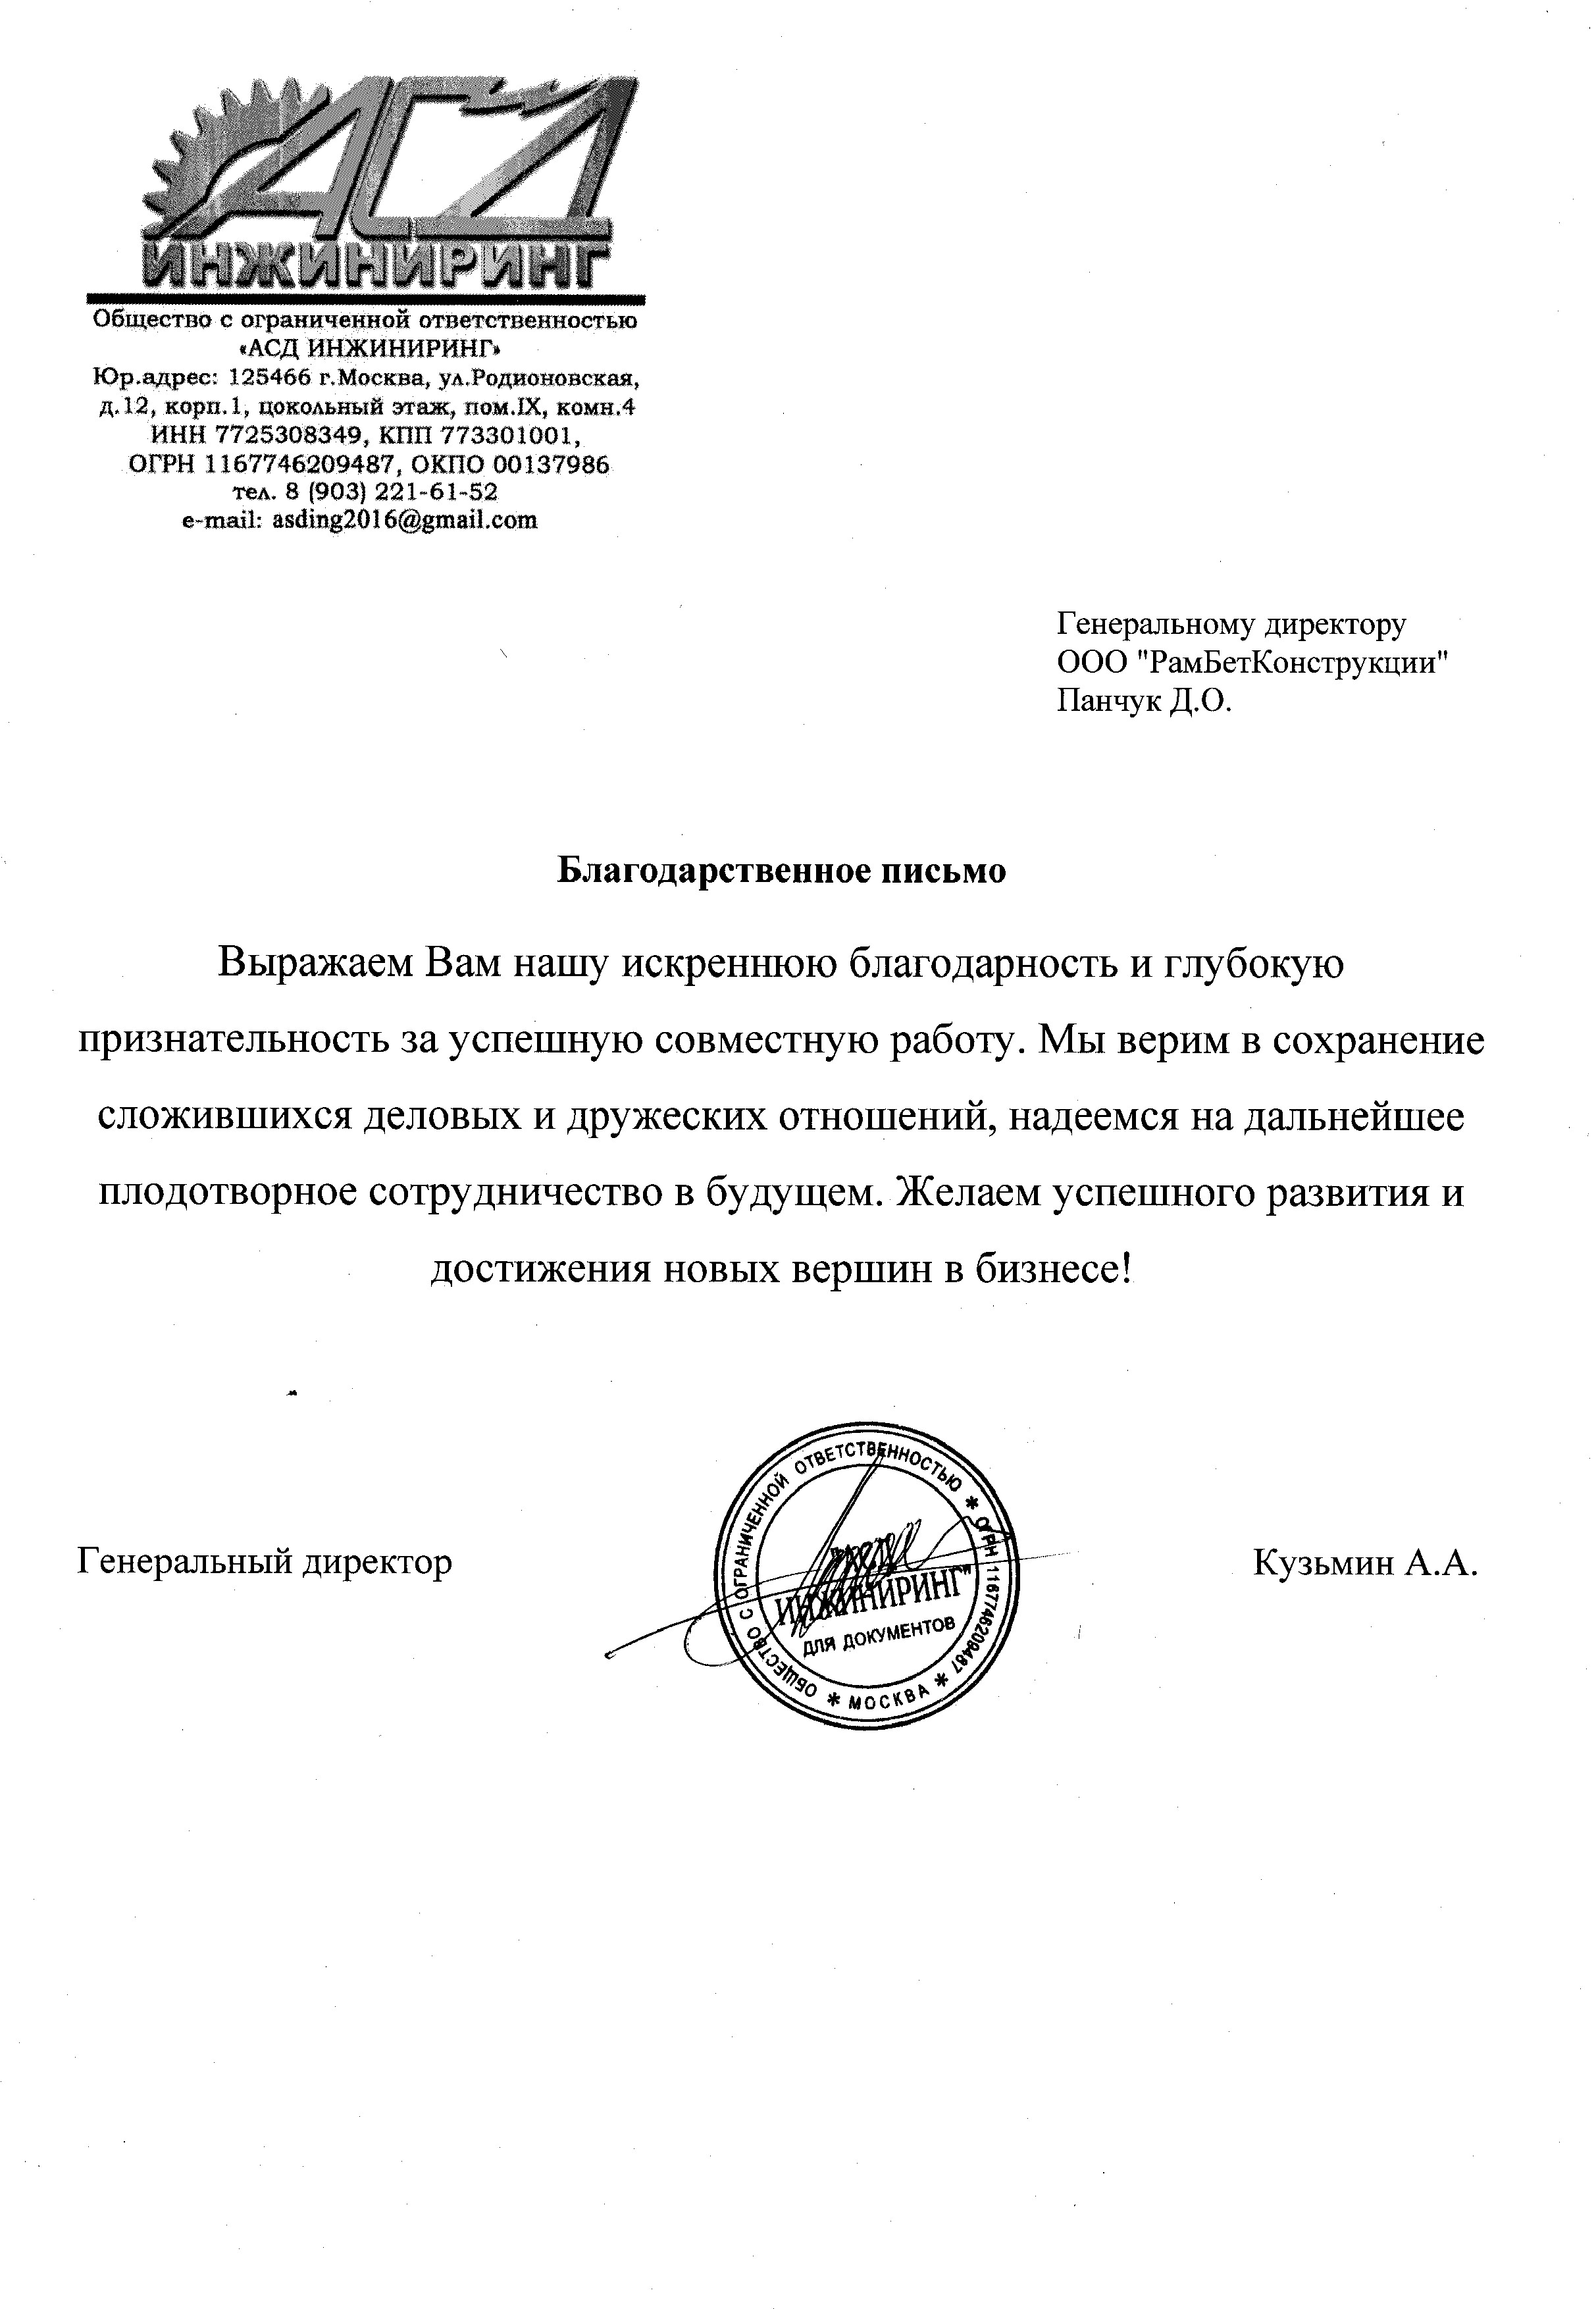 АСД
ИНЖИНИРИНГ
Общество с ограниченной ответственностью
«АСД ИНЖИНИРИНГ»
Юр.адрес: 125466 г.Москва, ул.Родионовская,
д.12, корп.1, цокольный этаж, пом.IX, комн.4
ИНН 7725308349, КПП 773301001,
ОГРН 1167746209487, ОКПО 00137986
тел. 8 (903) 221-61-52
e-mail: asding2016@gmail.com
Генеральному директору
ООО "РамБетКонструкции"
Панчук Д.О.
Благодарственное письмо
Выражаем Вам нашу искреннюю благодарность и глубокую
признательность за успешную совместную работу. Мы верим в сохранение
сложившихся деловых и дружеских отношений, надеемся на дальнейшее
плодотворное сотрудничество в будущем. Желаем успешного развития и
достижения новых вершин в бизнесе!
Генеральный директор
Кузьмин А.А.
ОБЩЕСТВО С ОГРАНИЧЕННОЙ ОТВЕТСТВЕННОСТЬЮ * ОГРН 1167746209487 * МОСКВА *
ИНЖИНИРИНГ"
ДЛЯ ДОКУМЕНТОВ